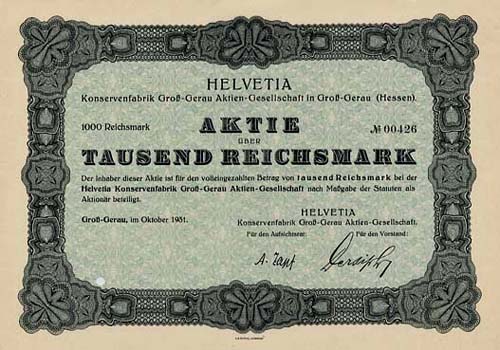 HELVETIA
Konservenfabrik Groß-Gerau Aktien-Gesellschaft in Groß-Gerau (Hessen).
1000 Reichsmark
AKTIE
№ 00426
ÜBER
TAUSEND REICHSMARK
Der Inhaber dieser Aktie ist für den volleingezahlten Betrag von tausend Reichsmark bei der
Helvetia Konservenfabrik Groß-Gerau Aktien-Gesellschaft nach Maßgabe der Statuten als
Aktionär beteiligt.
Groß-Gerau, im Oktober 1931.
HELVETIA
Konservenfabrik Groß-Gerau Aktien-Gesellschaft.
Für den Aufsichtsrat:
Für den Vorstand:
A. Zapf